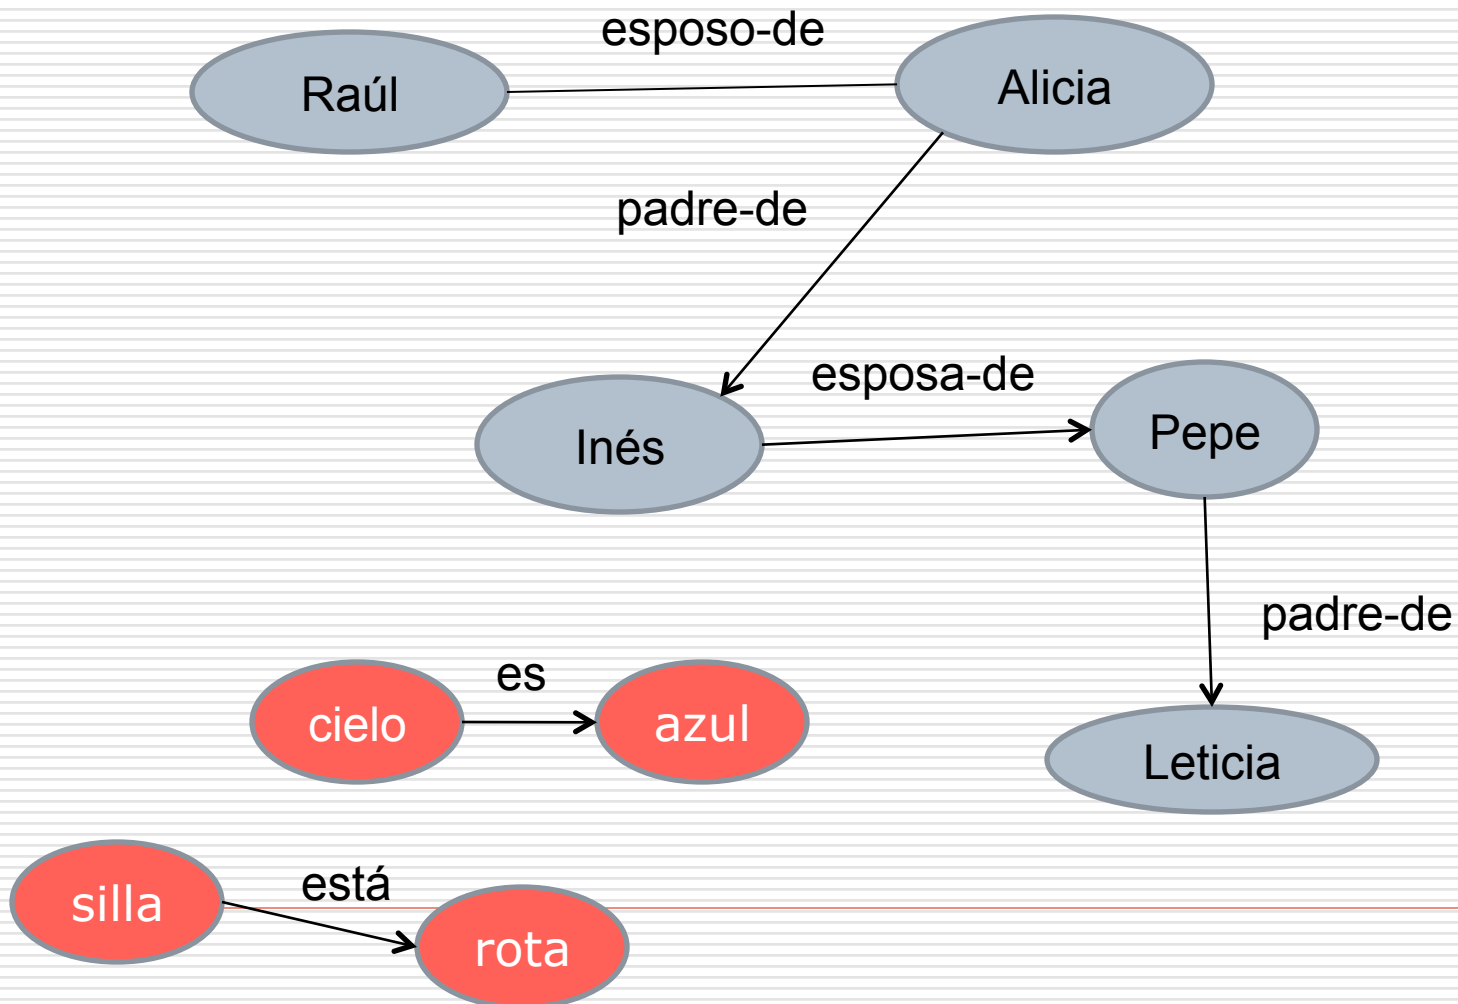 esposo-de
Raúl
Alicia
padre-de
esposa-de
Inés
Pepe
padre-de
es
cielo
azul
Leticia
está
silla
rota